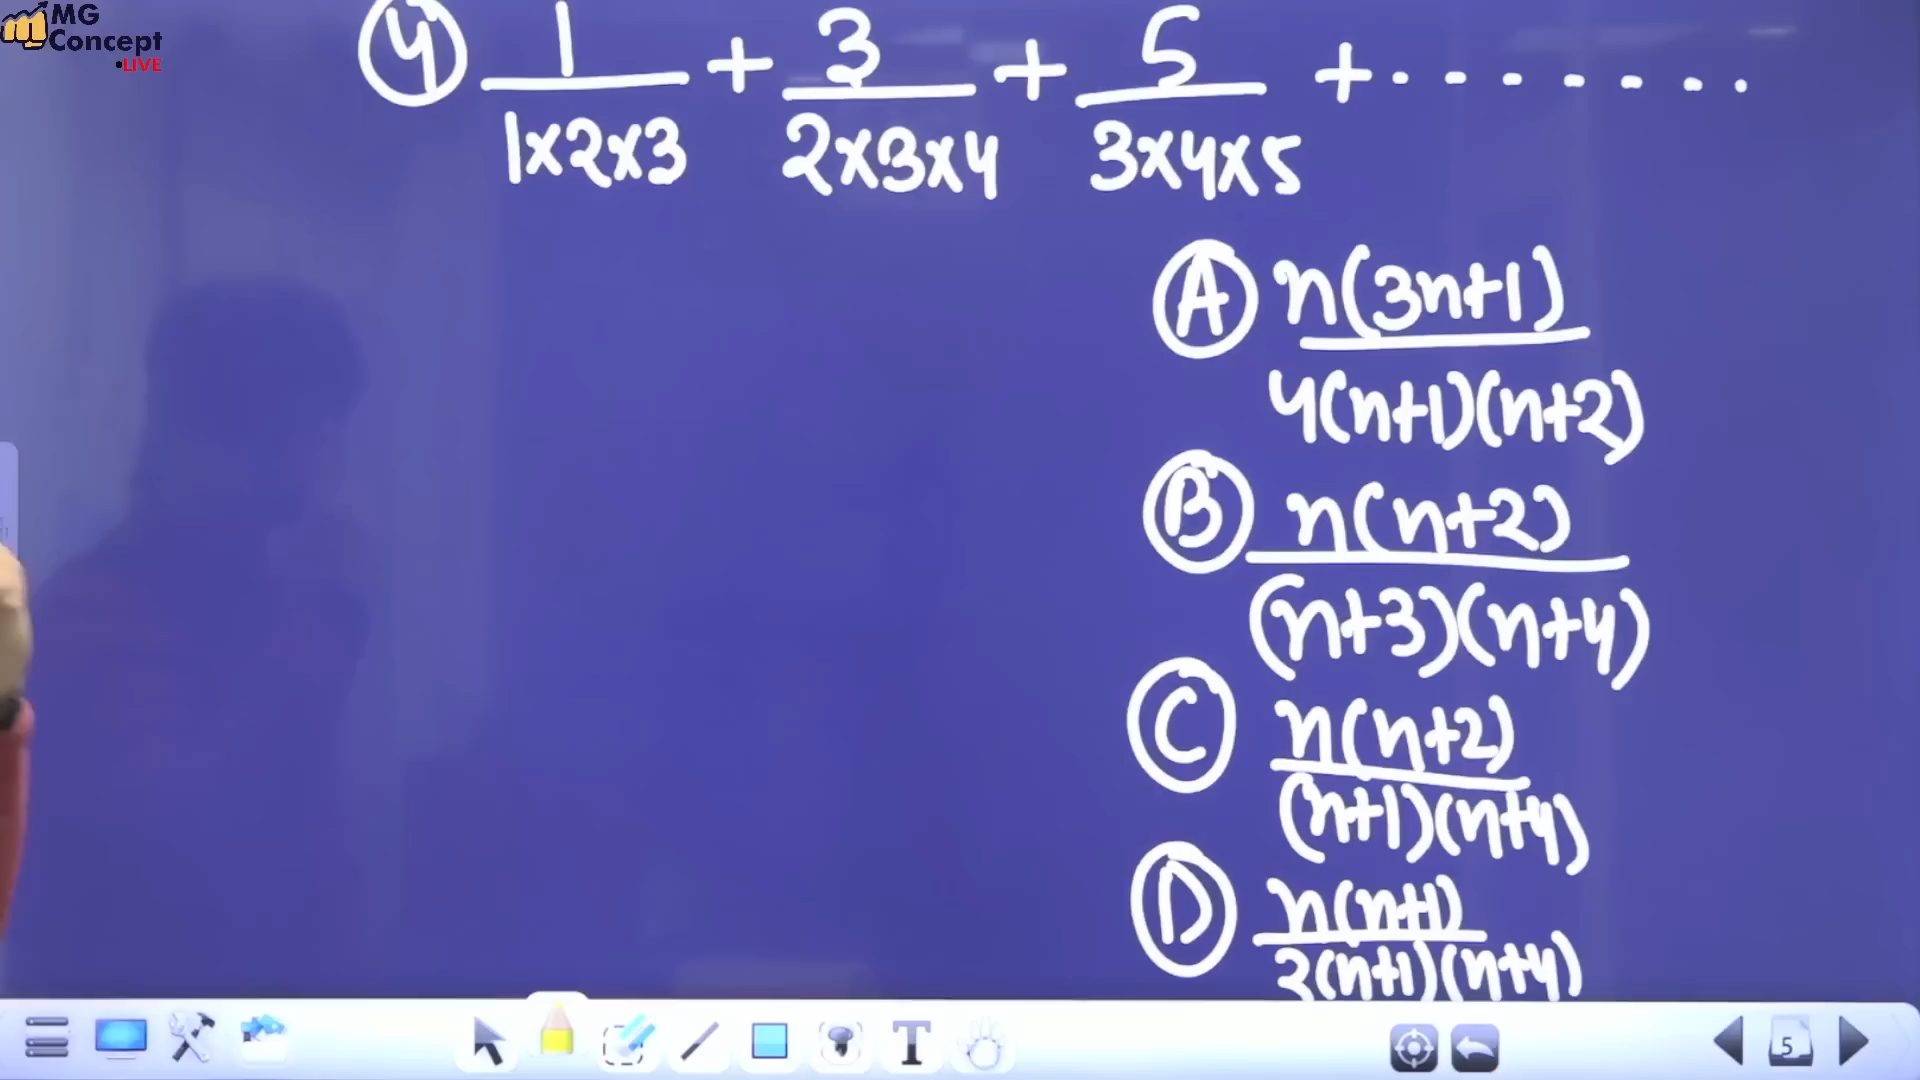 MG
Concept
•LIVE
4) 1/(1×2×3) + 3/(2×3×4) + 5/(3×4×5) + ........
A n(3n+1)
4(n+1)(n+2)
B n(n+2)
(n+3)(n+4)
C n(n+2)
(n+1)(n+4)
D n(n+1)
2(n+1)(n+4)
T
5